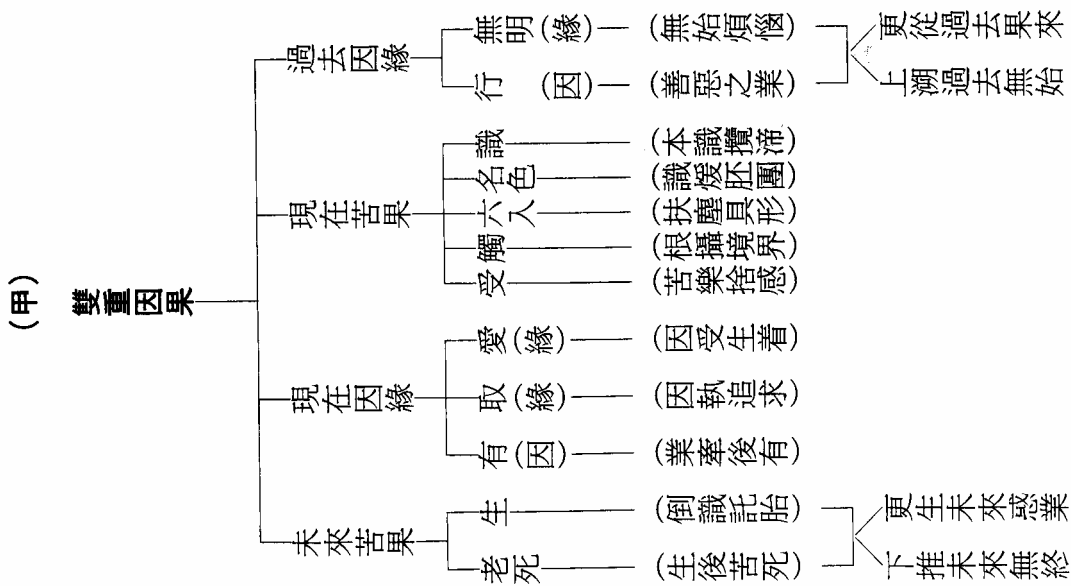 (甲)
雙重因果
過去因緣
無明(緣) (無始煩惱)
行(因) (善惡之業)
更從過去果來
上溯過去無始
現在苦果
識 (本識攬渧)
名色 (識煖胚團)
六入 (扶塵具形)
觸 (根攝境界)
受 (苦樂捨感)
現在因緣
愛(緣) (因受生着)
取(緣) (因執追求)
有(因) (業牽後有)
未來苦果
生 (倒識託胎)
老死 (生後苦死)
更生未來惑業
下推未來無終